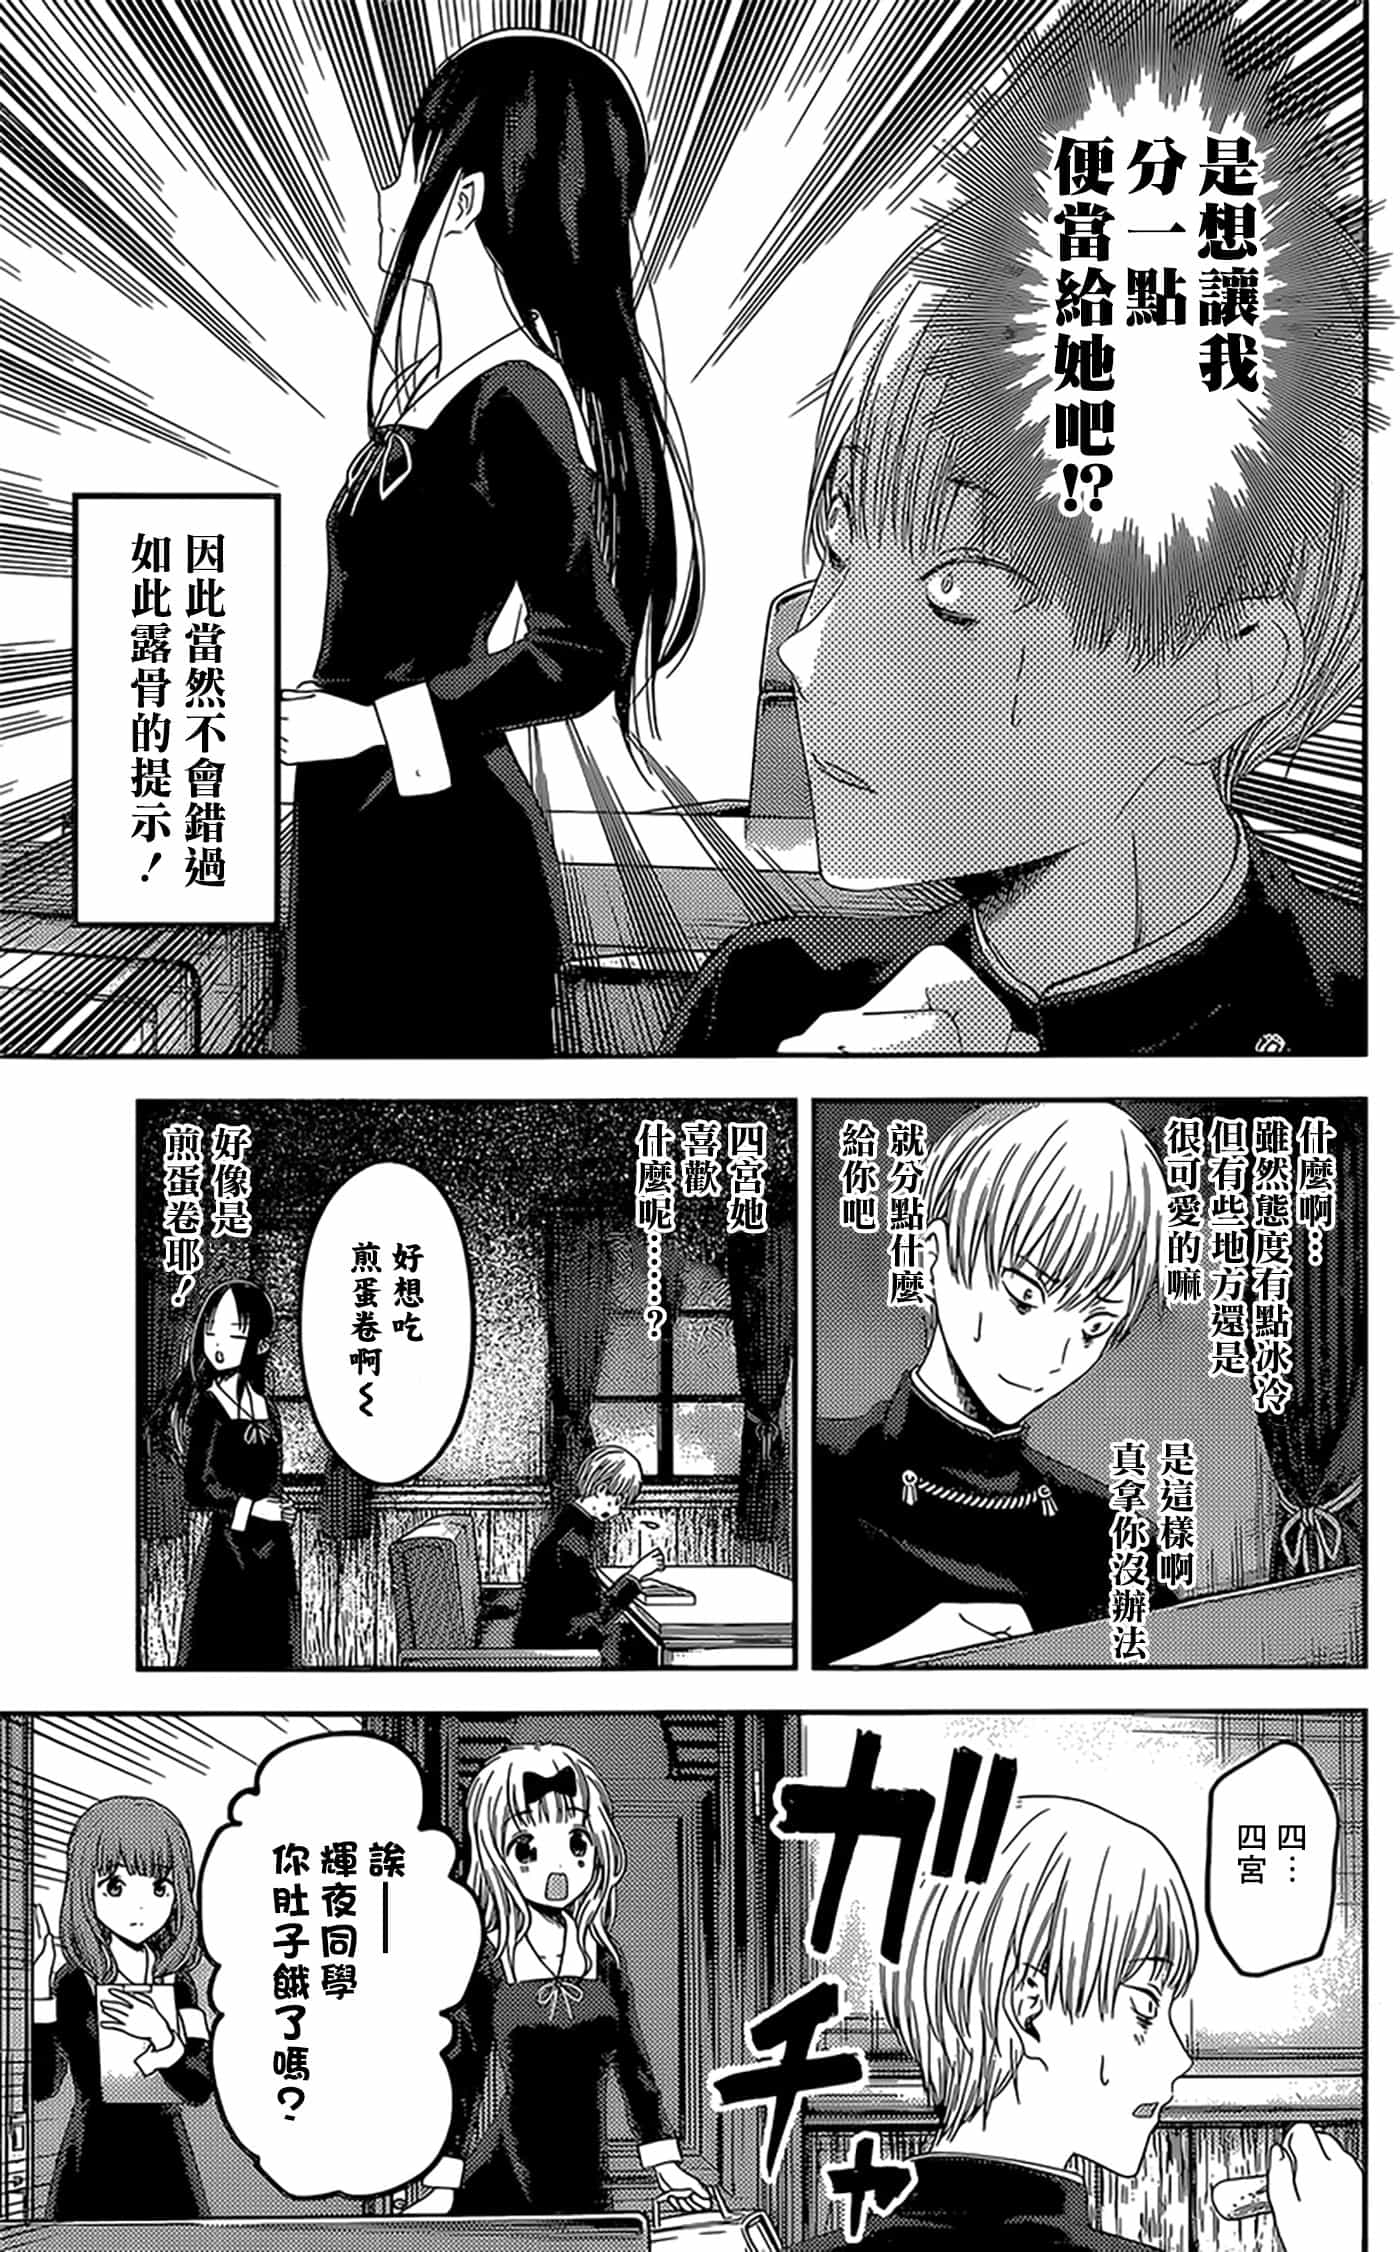 是想讓我
分一點
便當給她吧!?
因此當然不會錯過
如此露骨的提示！
什麼啊…
雖然態度有點冰冷
但有些地方還是
很可愛的嘛
是這樣啊
真拿你沒辦法
就分點什麼
給你吧
四宮她
喜歡
什麼呢……？
好想吃
煎蛋卷啊～
好像是
煎蛋卷耶！
四…
四宮
ガチャ
誒——
輝夜同學
你肚子餓了嗎？